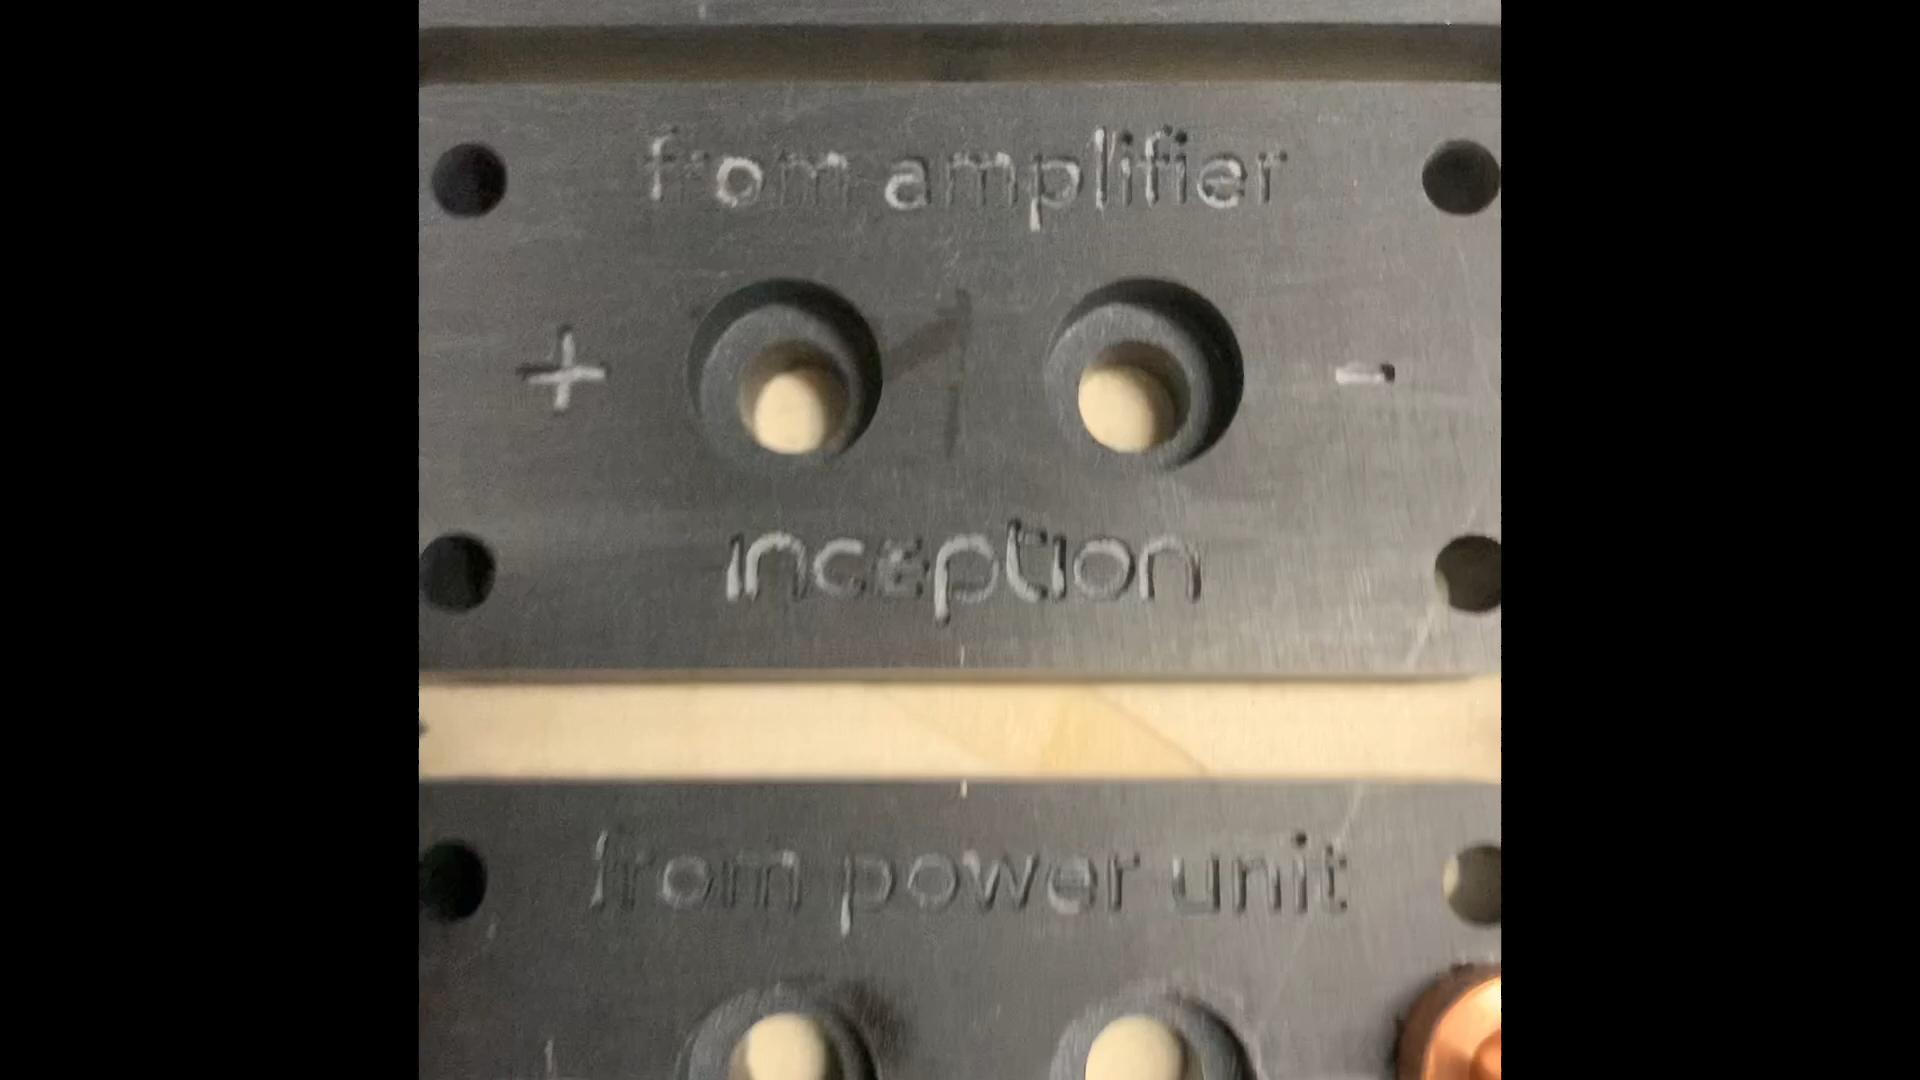 from amplifier
+ -
inception
from power unit